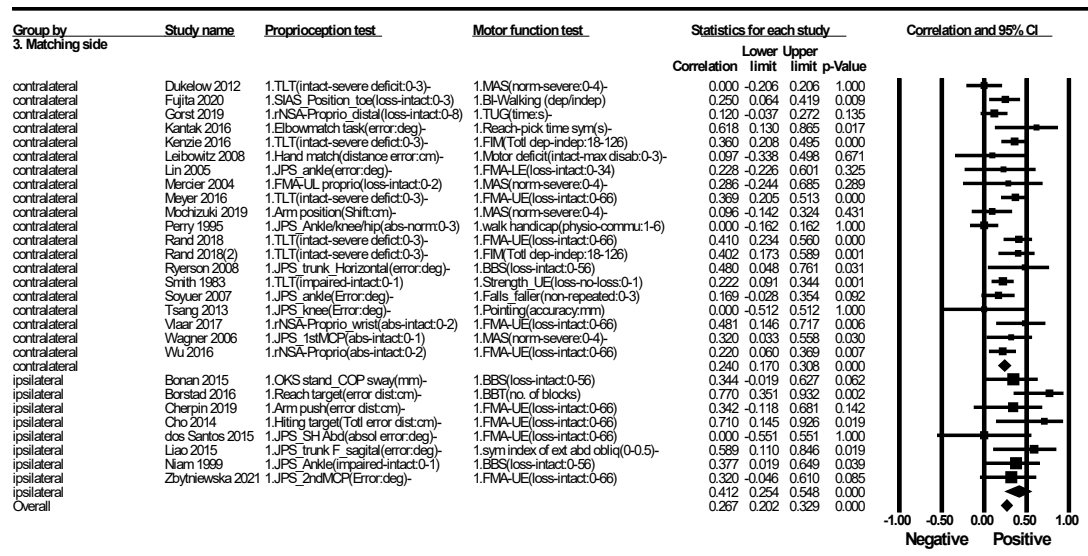 Group by Study name Proprioception test Motor function test Statistics for each study Correlation and 95% CI
3. Matching side
Lower Upper
Correlation limit limit p-Value
contralateral Dukelow 2012 1.TLT(intact-severe deficit:0-3)- 1.MAS(norm-severe:0-4)- 0.000 -0.206 0.206 1.000
contralateral Fujita 2020 1.SIAS_Position_toe(loss-intact:0-3) 1.BI-Walking (dep/indep) 0.250 0.064 0.419 0.009
contralateral Gorst 2019 1.rNSA-Proprio_distal(loss-intact:0-8) 1.TUG(time:s)- 0.120 -0.037 0.272 0.135
contralateral Kantak 2016 1.Elbowmatch task(error:deg)- 1.Reach-pick time sym(s)- 0.618 0.130 0.865 0.017
contralateral Kenzie 2016 1.TLT(intact-severe deficit:0-3)- 1.FIM(Totl dep-indep:18-126) 0.360 0.208 0.495 0.000
contralateral Leibowitz 2008 1.Hand match(distance error:cm)- 1.Motor deficit(intact-max disab:0-3)- 0.097 -0.338 0.498 0.671
contralateral Lin 2005 1.JPS_ankle(error:deg)- 1.FMA-LE(loss-intact:0-34) 0.228 -0.226 0.601 0.325
contralateral Mercier 2004 1.FMA-UL proprio(loss-intact:0-2) 1.MAS(norm-severe:0-4)- 0.286 -0.244 0.685 0.289
contralateral Meyer 2016 1.TLT(intact-severe deficit:0-3)- 1.FMA-UE(loss-intact:0-66) 0.369 0.205 0.513 0.000
contralateral Mochizuki 2019 1.Arm position(Shift:cm)- 1.MAS(norm-severe:0-4)- 0.096 -0.142 0.324 0.431
contralateral Perry 1995 1.JPS_Ankle/knee/hip(abs-norm:0-3) 1.walk handicap(physio-commu:1-6) 0.000 -0.162 0.162 1.000
contralateral Rand 2018 1.TLT(intact-severe deficit:0-3)- 1.FMA-UE(loss-intact:0-66) 0.410 0.234 0.560 0.000
contralateral Rand 2018(2) 1.TLT(intact-severe deficit:0-3)- 1.FIM(Totl dep-indep:18-126) 0.402 0.173 0.589 0.001
contralateral Ryerson 2008 1.JPS_trunk_Horizontal(error:deg)- 1.BBS(loss-intact:0-56) 0.480 0.048 0.761 0.031
contralateral Smith 1983 1.TLT(impaired-intact:0-1) 1.Strength_UE(loss-no-loss:0-1) 0.222 0.091 0.344 0.001
contralateral Soyuer 2007 1.JPS_ankle(Error:deg)- 1.Falls_faller(non-repeated:0-3) 0.169 -0.028 0.354 0.092
contralateral Tsang 2013 1.JPS_knee(Error:deg)- 1.Pointing(accuracy:mm) 0.000 -0.512 0.512 1.000
contralateral Vlaar 2017 1.rNSA-Proprio_wrist(abs-intact:0-2) 1.FMA-UE(loss-intact:0-66) 0.481 0.146 0.717 0.006
contralateral Wagner 2006 1.JPS_1stMCP(abs-intact:0-1) 1.MAS(norm-severe:0-4)- 0.320 0.033 0.558 0.030
contralateral Wu 2016 1.rNSA-Proprio(abs-intact:0-2) 1.FMA-UE(loss-intact:0-66) 0.220 0.060 0.369 0.007
contralateral 0.240 0.170 0.308 0.000
ipsilateral Bonan 2015 1.OKS stand_COP sway(mm)- 1.BBS(loss-intact:0-56) 0.344 -0.019 0.627 0.062
ipsilateral Borstad 2016 1.Reach target(error dist:cm)- 1.BBT(no. of blocks) 0.770 0.351 0.932 0.002
ipsilateral Cherpin 2019 1.Arm push(error dist:cm)- 1.FMA-UE(loss-intact:0-66) 0.342 -0.118 0.681 0.142
ipsilateral Cho 2014 1.Hiting target(Totl error dist:cm)- 1.FMA-UE(loss-intact:0-66) 0.710 0.145 0.926 0.019
ipsilateral dos Santos 2015 1.JPS_SH Abd(absol error:deg)- 1.FMA-UE(loss-intact:0-66) 0.000 -0.551 0.551 1.000
ipsilateral Liao 2015 1.JPS_trunk F_sagital(error:deg)- 1.sym index of ext abd obliq(0-0.5)- 0.589 0.110 0.846 0.019
ipsilateral Niam 1999 1.JPS_Ankle(impaired-intact:0-1) 1.BBS(loss-intact:0-56) 0.377 0.019 0.649 0.039
ipsilateral Zbytniewska 2021 1.JPS_2ndMCP(Error:deg)- 1.FMA-UE(loss-intact:0-66) 0.320 -0.046 0.610 0.085
ipsilateral 0.412 0.254 0.548 0.000
Overall 0.267 0.202 0.329 0.000
-1.00 -0.50 0.00 0.50 1.00
Negative Positive